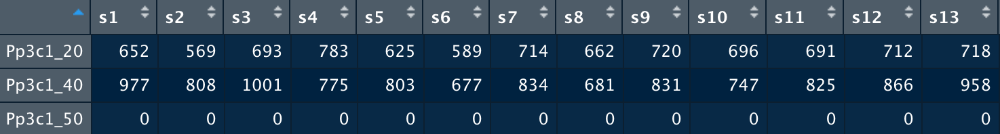 s1 s2 s3 s4 s5 s6 s7 s8 s9 s10 s11 s12 s13
Pp3c1_20 652 569 693 783 625 589 714 662 720 696 691 712 718
Pp3c1_40 977 808 1001 775 803 677 834 681 831 747 825 866 958
Pp3c1_50 0 0 0 0 0 0 0 0 0 0 0 0 0